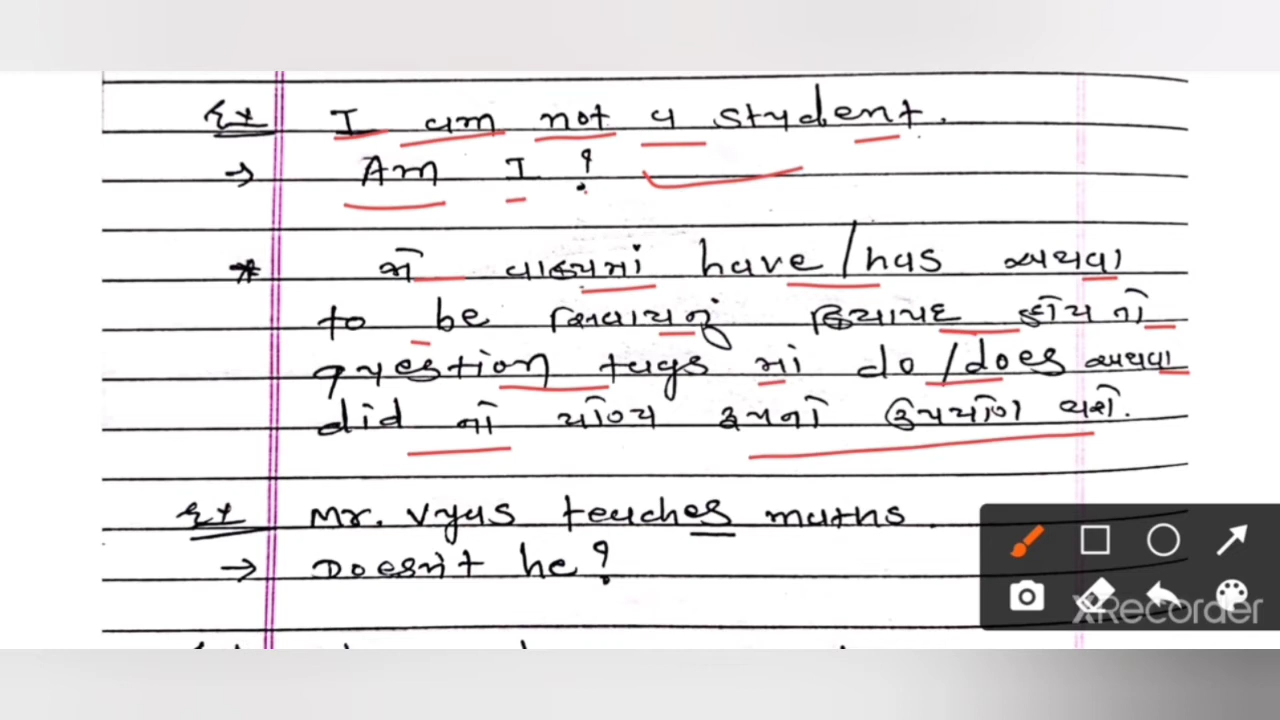 Ex I am not a student.
→ Am I ?
* જો વાક્યમાં have/has અથવા
to be સિવાયનું ક્રિયાપદ હોય તો
question tags માં do/does અથવા
did નો યોગ્ય રૂપનો ઉપયોગ થશે.
Ex Mr. Vyas teaches maths.
→ Doesn't he?
XRecorder